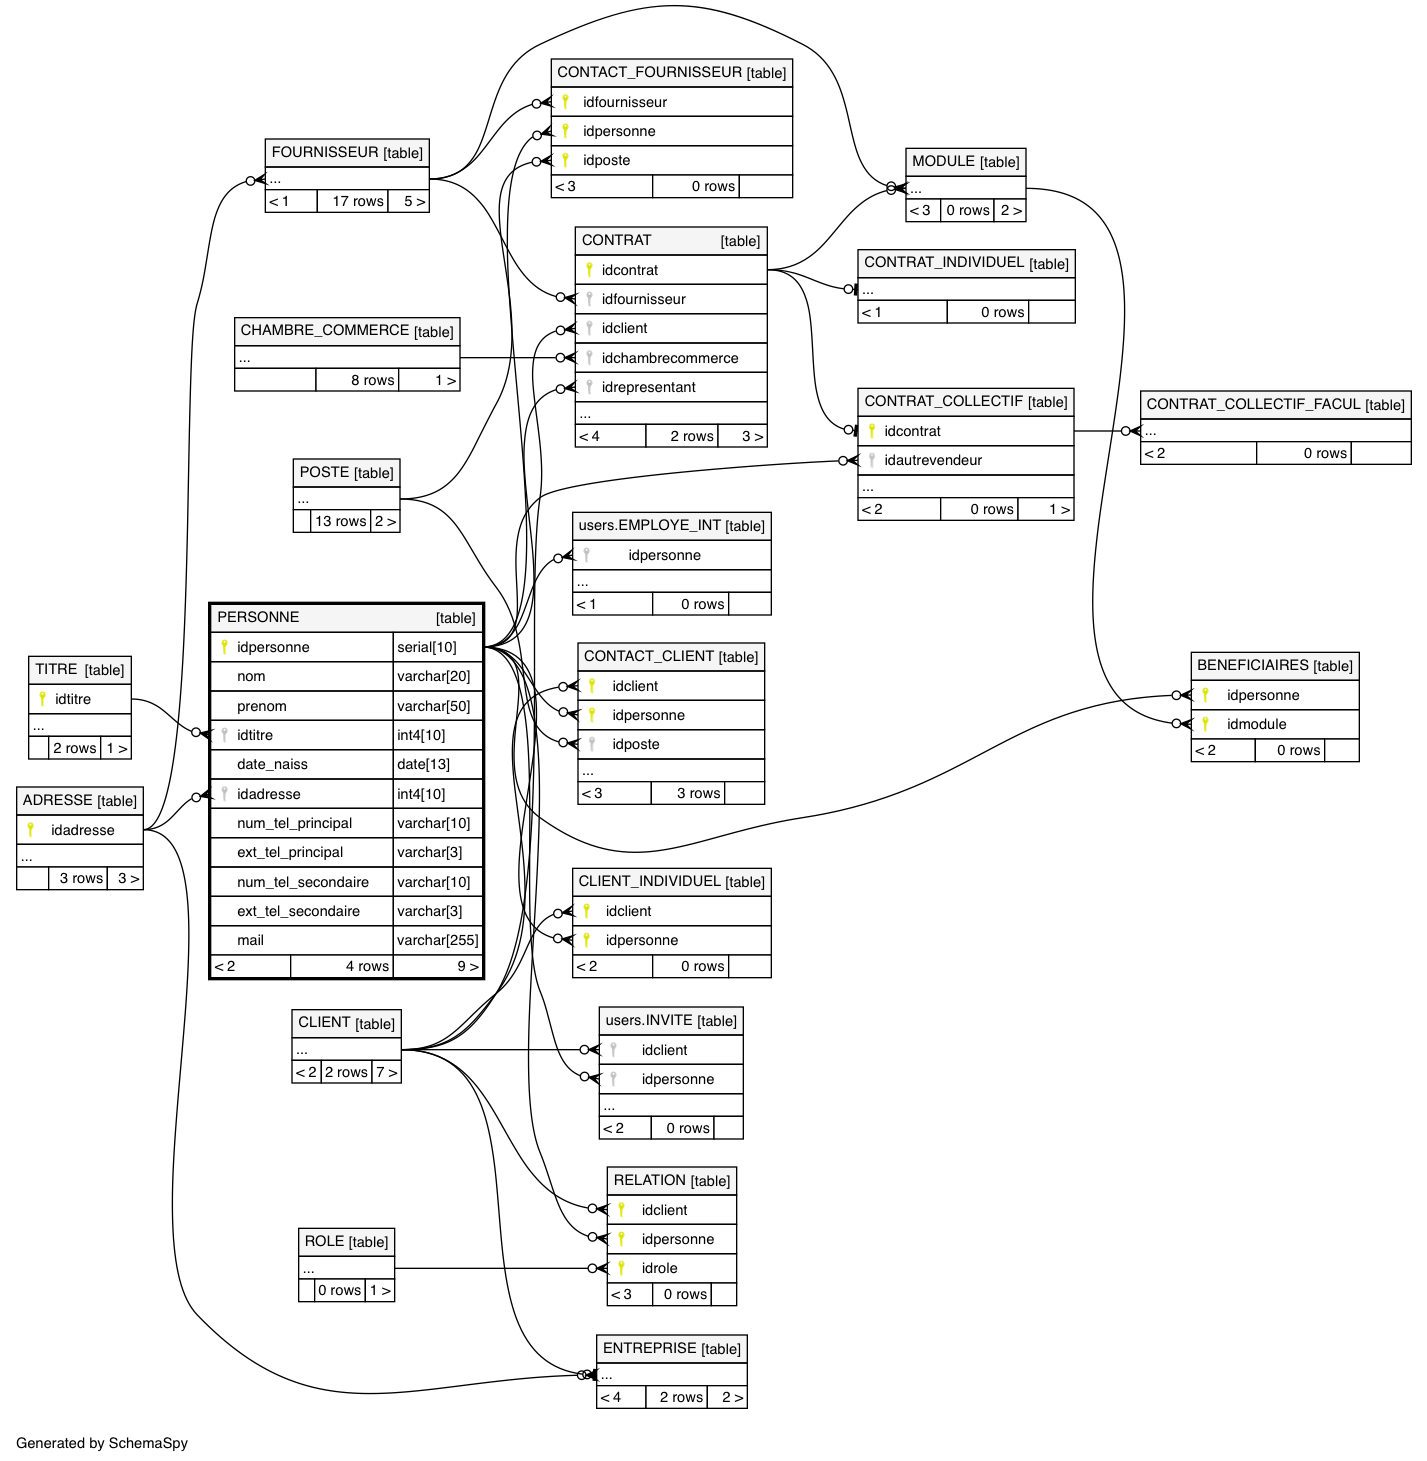 CONTACT_FOURNISSEUR [table]
idfournisseur
idpersonne
idposte
< 3 0 rows
FOURNISSEUR [table]
...
< 1 17 rows 5 >
MODULE [table]
...
< 3 0 rows 2 >
CONTRAT [table]
idcontrat
idfournisseur
idclient
idchambrecommerce
idrepresentant
...
< 4 2 rows 3 >
CONTRAT_INDIVIDUEL [table]
...
< 1 0 rows
CHAMBRE_COMMERCE [table]
...
8 rows 1 >
CONTRAT_COLLECTIF [table]
idcontrat
idautrevendeur
...
< 2 0 rows 1 >
CONTRAT_COLLECTIF_FACUL [table]
...
< 2 0 rows
POSTE [table]
...
13 rows 2 >
users.EMPLOYE_INT [table]
idpersonne
...
< 1 0 rows
PERSONNE [table]
idpersonne serial[10]
nom varchar[20]
prenom varchar[50]
idtitre int4[10]
date_naiss date[13]
idadresse int4[10]
num_tel_principal varchar[10]
ext_tel_principal varchar[3]
num_tel_secondaire varchar[10]
ext_tel_secondaire varchar[3]
mail varchar[255]
< 2 4 rows 9 >
TITRE [table]
idtitre
...
2 rows 1 >
ADRESSE [table]
idadresse
...
3 rows 3 >
CONTACT_CLIENT [table]
idclient
idpersonne
idposte
...
< 3 3 rows
BENEFICIAIRES [table]
idpersonne
idmodule
< 2 0 rows
CLIENT_INDIVIDUEL [table]
idclient
idpersonne
< 2 0 rows
CLIENT [table]
...
< 2 2 rows 7 >
users.INVITE [table]
idclient
idpersonne
...
< 2 0 rows
RELATION [table]
idclient
idpersonne
idrole
< 3 0 rows
ROLE [table]
...
0 rows 1 >
ENTREPRISE [table]
...
< 4 2 rows 2 >
Generated by SchemaSpy